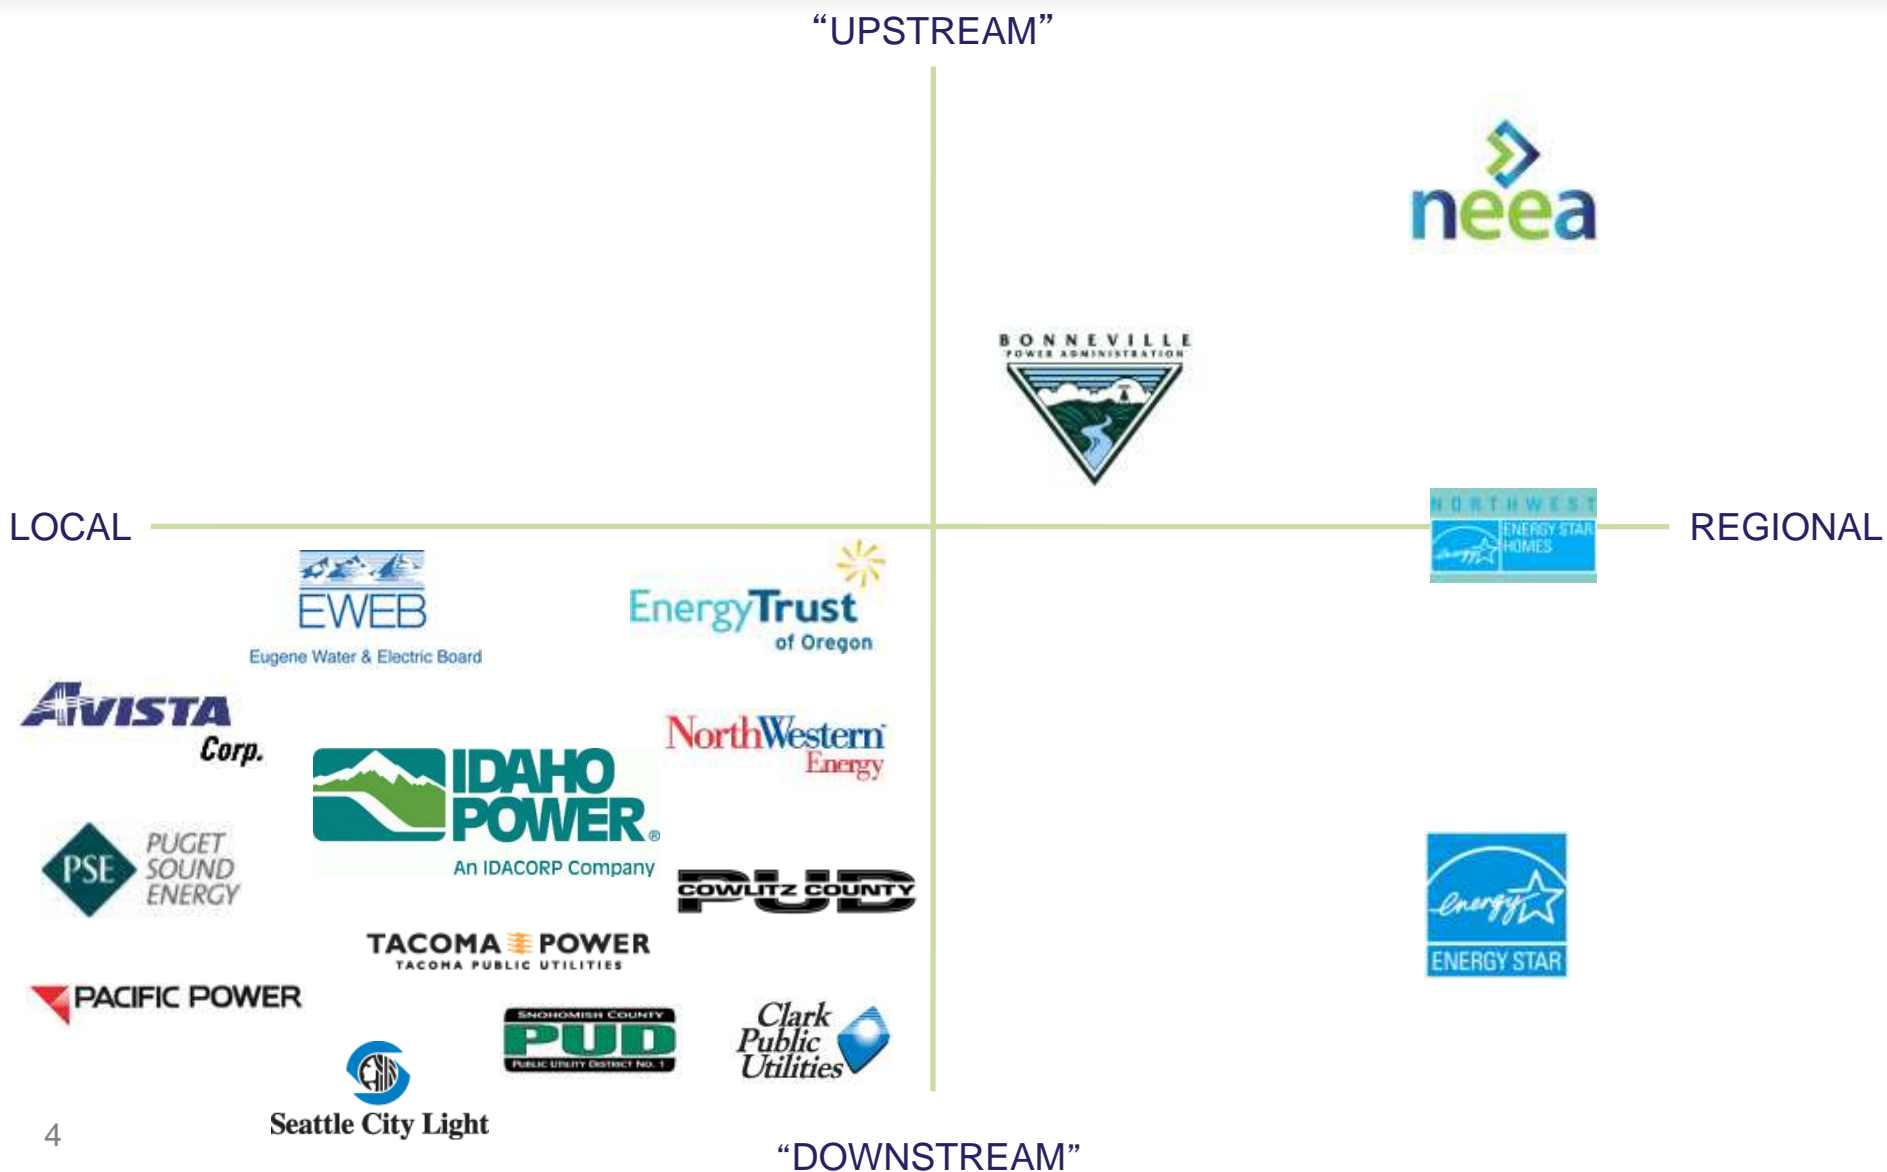 “UPSTREAM”
neea
BONNEVILLE
POWER ADMINISTRATION
LOCAL
REGIONAL
NORTHWEST
ENERGY STAR
HOMES
energy
EWEB
Eugene Water & Electric Board
EnergyTrust
of Oregon
AVISTA
Corp.
NorthWestern
Energy
IDAHO
POWER®
An IDACORP Company
PSE
PUGET
SOUND
ENERGY
PUD
COWLITZ COUNTY
energy
ENERGY STAR
TACOMA POWER
TACOMA PUBLIC UTILITIES
PACIFIC POWER
SNOHOMISH COUNTY
PUD
PUBLIC UTILITY DISTRICT NO. 1
Clark
Public
Utilities
Seattle City Light
4
“DOWNSTREAM”